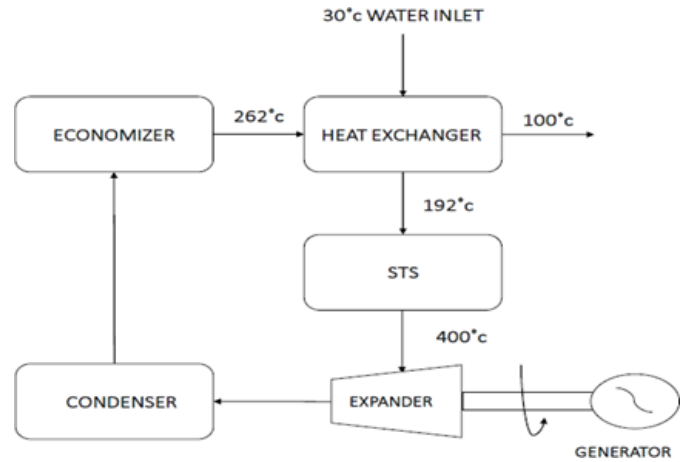 30˚c WATER INLET
ECONOMIZER
262˚c
HEAT EXCHANGER
100˚c
192˚c
STS
400˚c
CONDENSER
EXPANDER
GENERATOR